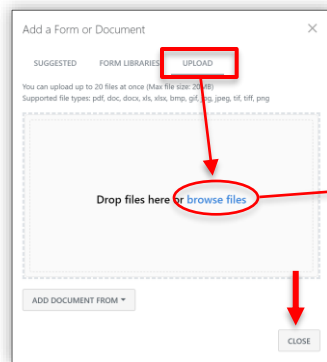 Add a Form or Document
SUGGESTED FORM LIBRARIES UPLOAD
You can upload up to 20 files at once (Max file size: 20MB)
Supported file types: pdf, doc, docx, xls, xlsx, bmp, gif, jpg, jpeg, tif, tiff, png
Drop files here or browse files
ADD DOCUMENT FROM
CLOSE